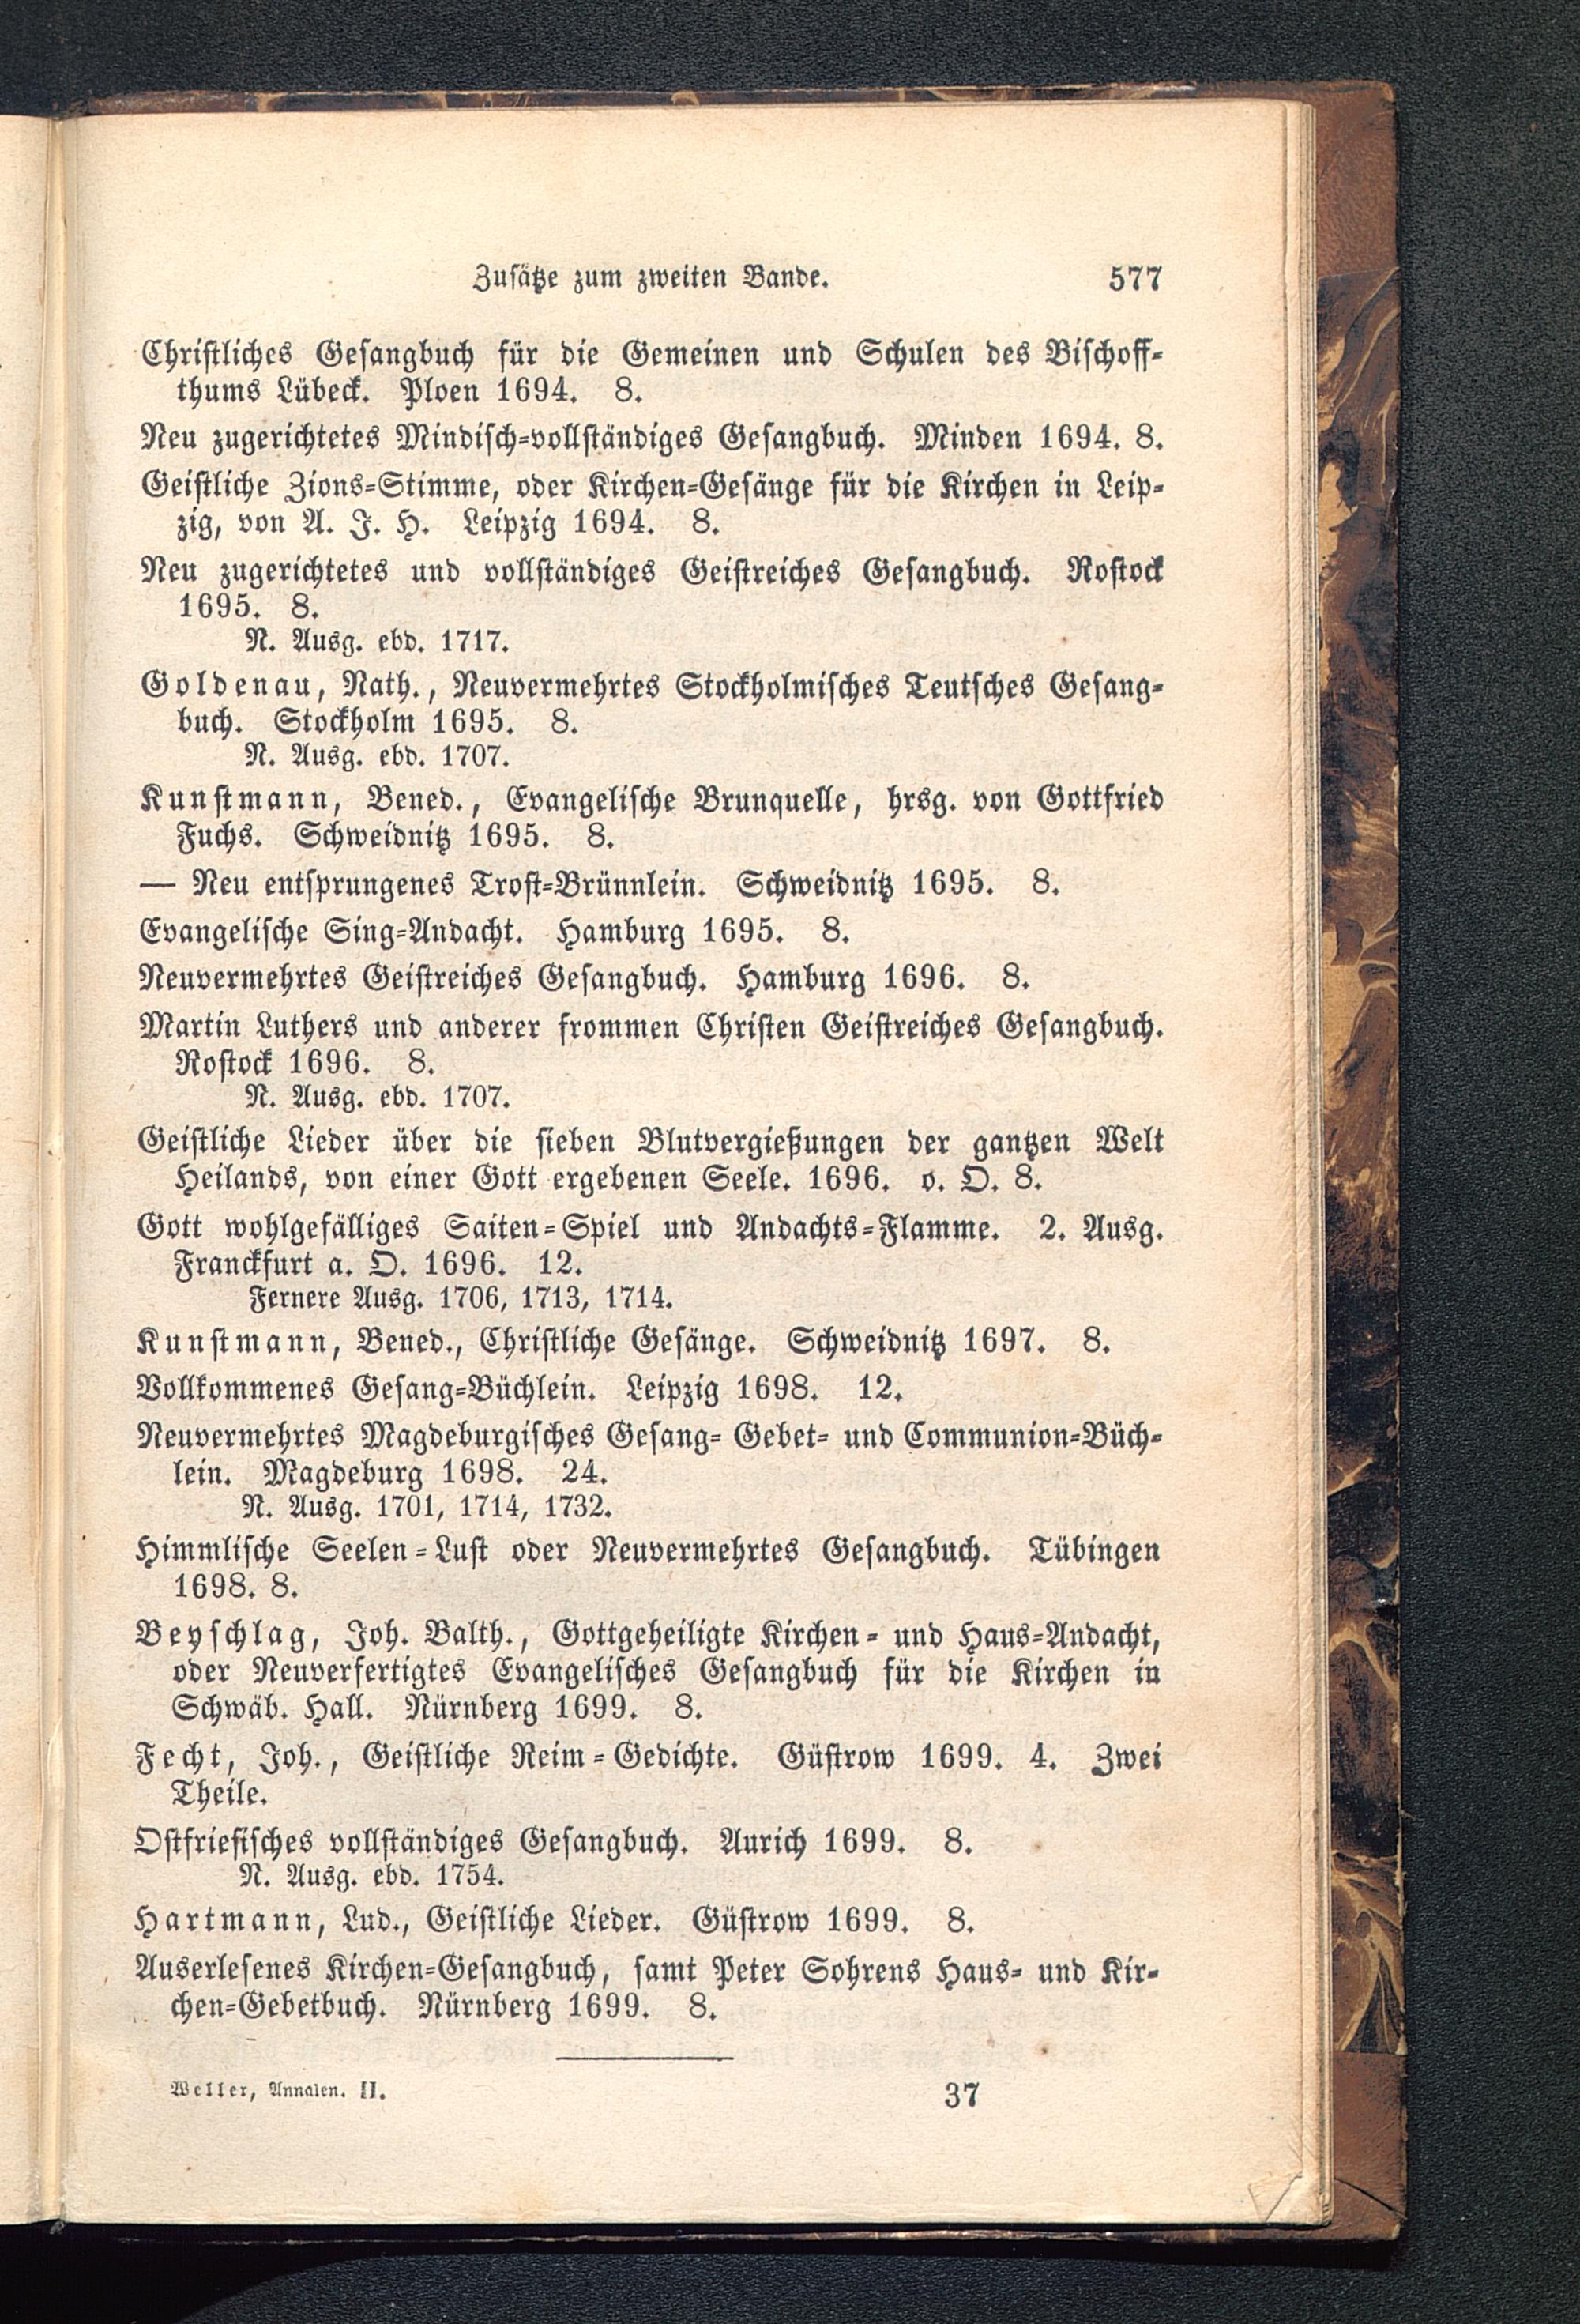 Zusätze zum zweiten Bande. 577
Christliches Gesangbuch für die Gemeinen und Schulen des Bischoff-
thums Lübeck. Ploen 1694. 8.
Neu zugerichtetes Mindisch-vollständiges Gesangbuch. Minden 1694. 8.
Geistliche Zions-Stimme, oder Kirchen-Gesänge für die Kirchen in Leip-
zig, von A. J. H. Leipzig 1694. 8.
Neu zugerichtetes und vollständiges Geistreiches Gesangbuch. Rostock
1695. 8.
N. Ausg. ebd. 1717.
Goldenau, Nath., Neuvermehrtes Stockholmisches Teutsches Gesang-
buch. Stockholm 1695. 8.
N. Ausg. ebd. 1707.
Kunstmann, Bened., Evangelische Brunquelle, hrsg. von Gottfried
Fuchs. Schweidnitz 1695. 8.
— Neu entsprungenes Trost-Brünnlein. Schweidnitz 1695. 8.
Evangelische Sing-Andacht. Hamburg 1695. 8.
Neuvermehrtes Geistreiches Gesangbuch. Hamburg 1696. 8.
Martin Luthers und anderer frommen Christen Geistreiches Gesangbuch.
Rostock 1696. 8.
N. Ausg. ebd. 1707.
Geistliche Lieder über die sieben Blutvergießungen der gantzen Welt
Heilands, von einer Gott ergebenen Seele. 1696. o. O. 8.
Gott wohlgefälliges Saiten-Spiel und Andachts-Flamme. 2. Ausg.
Franckfurt a. O. 1696. 12.
Fernere Ausg. 1706, 1713, 1714.
Kunstmann, Bened., Christliche Gesänge. Schweidnitz 1697. 8.
Vollkommenes Gesang-Büchlein. Leipzig 1698. 12.
Neuvermehrtes Magdeburgisches Gesang- Gebet- und Communion-Büch-
lein. Magdeburg 1698. 24.
N. Ausg. 1701, 1714, 1732.
Himmlische Seelen-Lust oder Neuvermehrtes Gesangbuch. Tübingen
1698. 8.
Beyschlag, Joh. Balth., Gottgeheiligte Kirchen- und Haus-Andacht,
oder Neuverfertigtes Evangelisches Gesangbuch für die Kirchen in
Schwäb. Hall. Nürnberg 1699. 8.
Fecht, Joh., Geistliche Reim-Gedichte. Güstrow 1699. 4. Zwei
Theile.
Ostfriesisches vollständiges Gesangbuch. Aurich 1699. 8.
N. Ausg. ebd. 1754.
Hartmann, Lud., Geistliche Lieder. Güstrow 1699. 8.
Auserlesenes Kirchen-Gesangbuch, samt Peter Sohrens Haus- und Kir-
chen-Gebetbuch. Nürnberg 1699. 8.
Weller, Annalen. II. 37